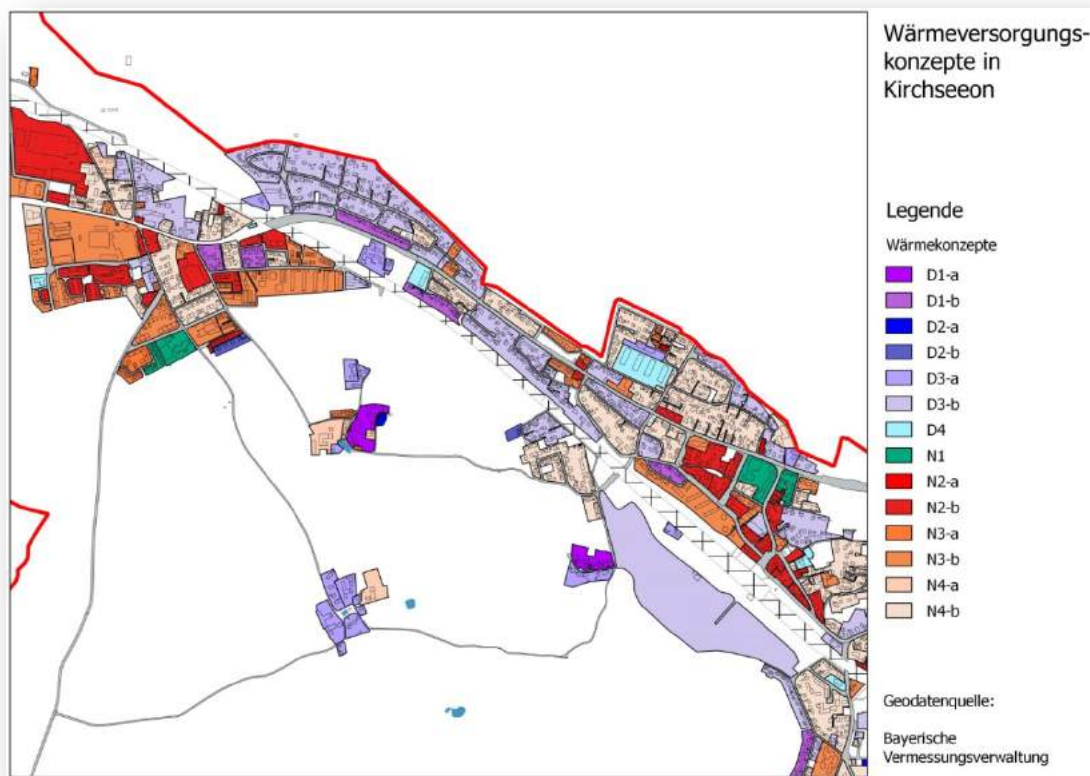 Wärmeversorgungs-
konzepte in
Kirchseeon
Legende
Wärmekonzepte
D1-a
D1-b
D2-a
D2-b
D3-a
D3-b
D4
N1
N2-a
N2-b
N3-a
N3-b
N4-a
N4-b
Geodatenquelle:
Bayerische
Vermessungsverwaltung